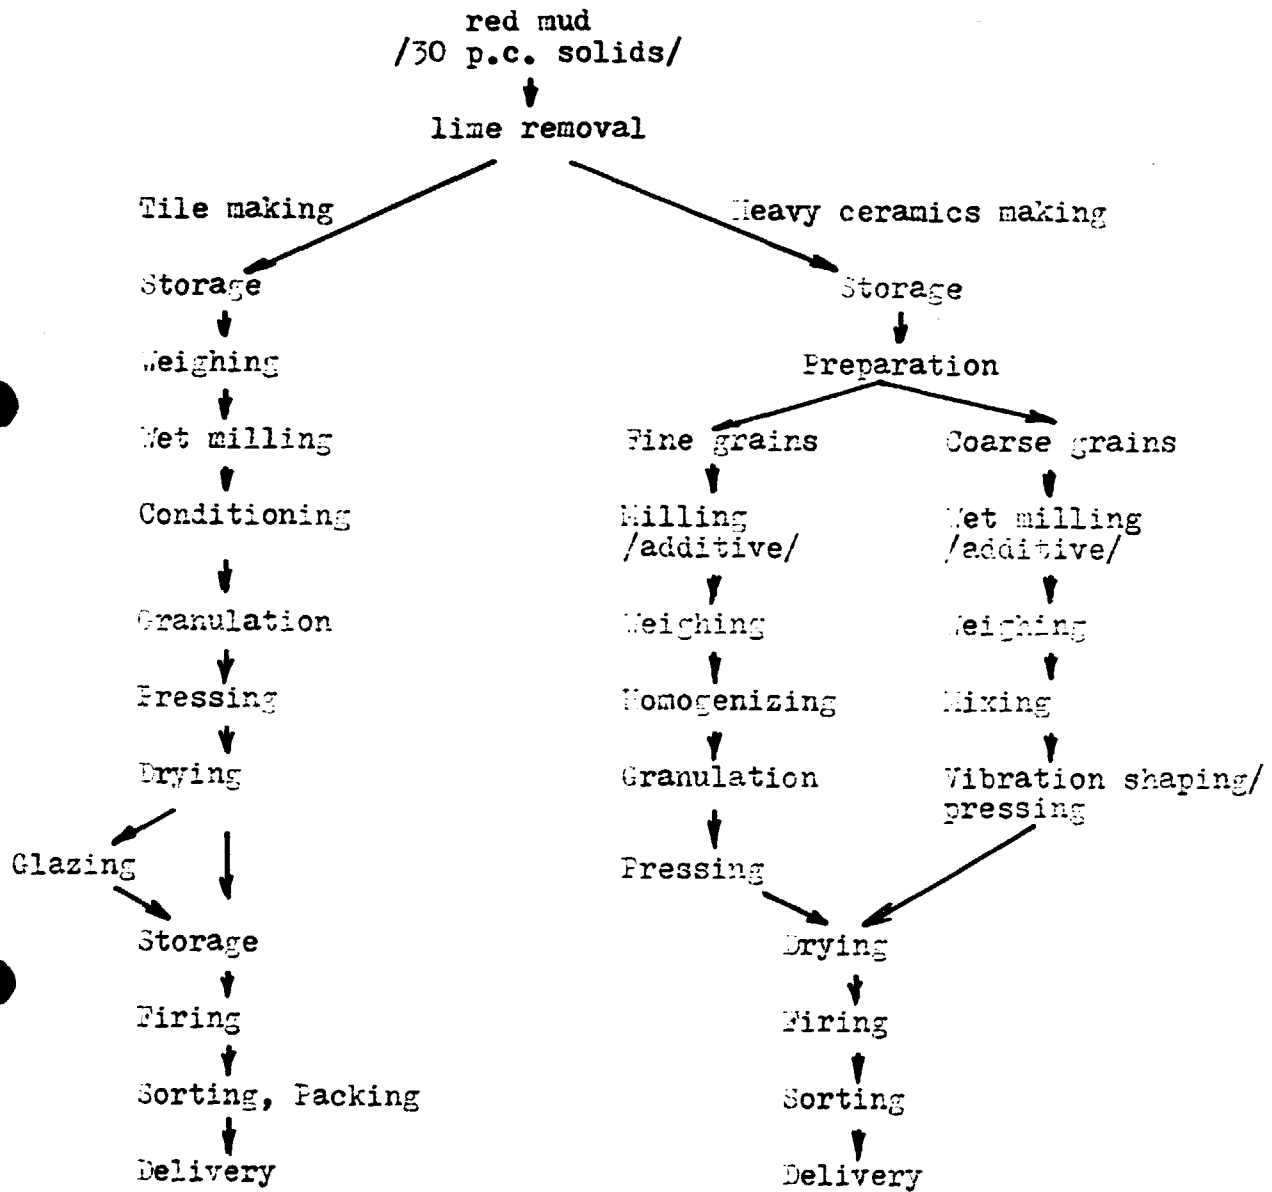 red mud
/30 p.c. solids/
lime removal
Tile making
Heavy ceramics making
Storage
Storage
Weighing
Preparation
Wet milling
Fine grains
Coarse grains
Conditioning
Milling
/additive/
Wet milling
/additive/
Granulation
Weighing
Weighing
Pressing
Homogenizing
Mixing
Drying
Granulation
Vibration shaping/
pressing
Glazing
Pressing
Storage
Drying
Firing
Firing
Sorting, Packing
Sorting
Delivery
Delivery